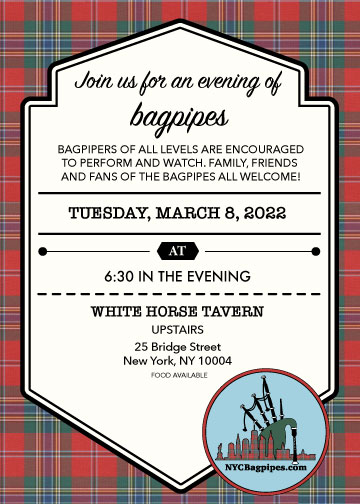 Join us for an evening of
bagpipes
BAGPIPERS OF ALL LEVELS ARE ENCOURAGED
TO PERFORM AND WATCH. FAMILY, FRIENDS
AND FANS OF THE BAGPIPES ALL WELCOME!
TUESDAY, MARCH 8, 2022
AT
6:30 IN THE EVENING
WHITE HORSE TAVERN
UPSTAIRS
25 Bridge Street
New York, NY 10004
FOOD AVAILABLE
NYCBagpipes.com